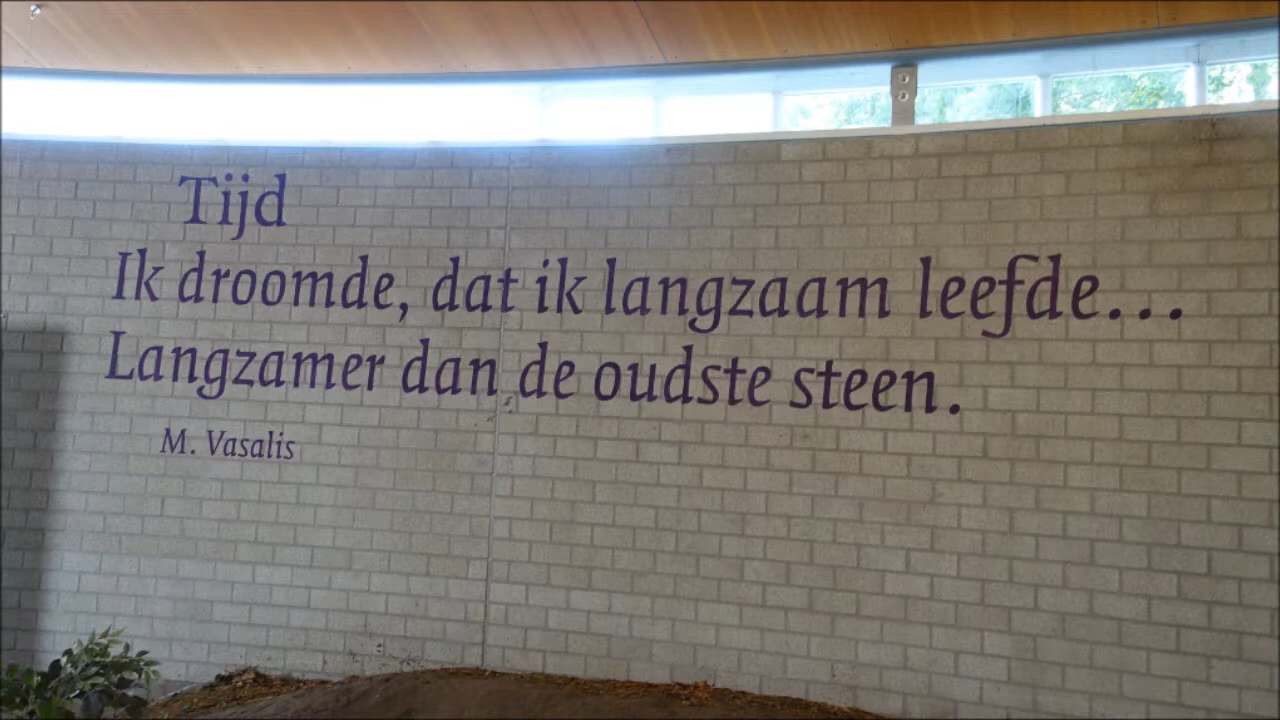 Tijd
Ik droomde, dat ik langzaam leefde...
Langzamer dan de oudste steen.
M. Vasalis